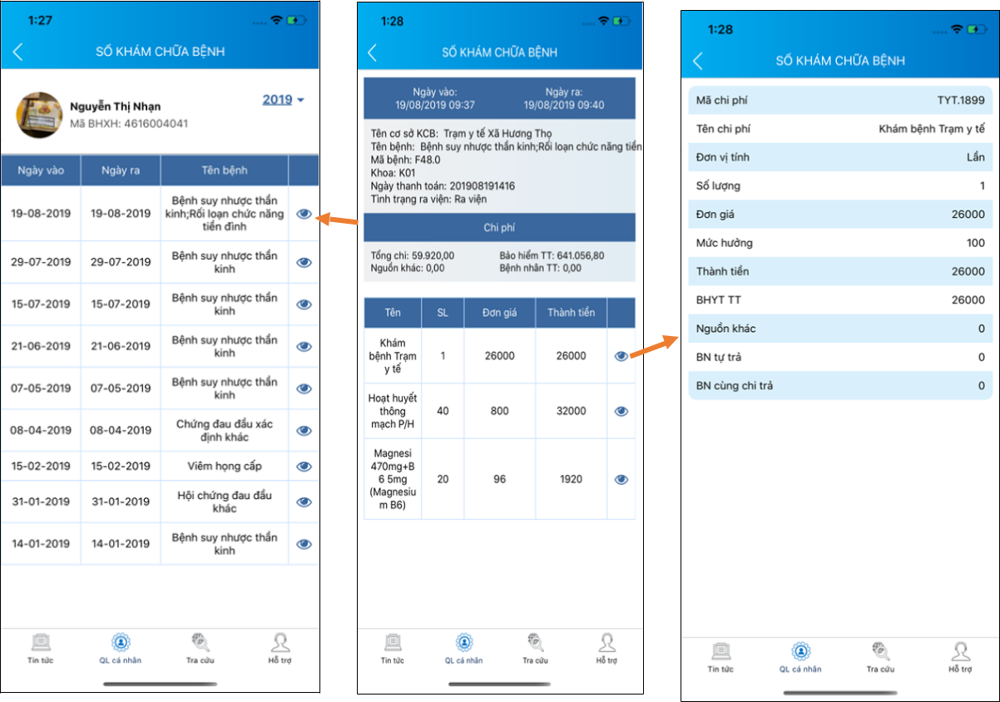 1:27
SỔ KHÁM CHỮA BỆNH
Nguyễn Thị Nhạn
Mã BHXH: 4616004041
2019
Ngày vào Ngày ra Tên bệnh
19-08-2019 19-08-2019 Bệnh suy nhược thần
kinh;Rối loạn chức năng
tiền đình
29-07-2019 29-07-2019 Bệnh suy nhược thần
kinh
15-07-2019 15-07-2019 Bệnh suy nhược thần
kinh
21-06-2019 21-06-2019 Bệnh suy nhược thần
kinh
07-05-2019 07-05-2019 Bệnh suy nhược thần
kinh
08-04-2019 08-04-2019 Chứng đau đầu xác
định khác
15-02-2019 15-02-2019 Viêm họng cấp
31-01-2019 31-01-2019 Hội chứng đau đầu
khác
14-01-2019 14-01-2019 Bệnh suy nhược thần
kinh
Tin tức QL cá nhân Tra cứu Hỗ trợ
1:28
SỔ KHÁM CHỮA BỆNH
Ngày vào: Ngày ra:
19/08/2019 09:37 19/08/2019 09:40
Tên cơ sở KCB: Trạm y tế Xã Hương Thọ
Tên bệnh: Bệnh suy nhược thần kinh;Rối loạn chức năng tiền
Mã bệnh: F48.0
Khoa: K01
Ngày thanh toán: 201908191416
Tình trạng ra viện: Ra viện
Chi phí
Tổng chi: 59.920,00 Bảo hiểm TT: 641.056,80
Nguồn khác: 0,00 Bệnh nhân TT: 0,00
Tên SL Đơn giá Thành tiền
Khám
bệnh Trạm
y tế
1 26000 26000
Hoạt huyết
thông
mạch P/H
40 800 32000
Magnesi
470mg+B
6 5mg
(Magnesiu
m B6)
20 96 1920
Tin tức QL cá nhân Tra cứu Hỗ trợ
1:28
SỔ KHÁM CHỮA BỆNH
Mã chi phí TYT.1899
Tên chi phí Khám bệnh Trạm y tế
Đơn vị tính Lần
Số lượng 1
Đơn giá 26000
Mức hưởng 100
Thành tiền 26000
BHYT TT 26000
Nguồn khác 0
BN tự trả 0
BN cùng chi trả 0
Tin tức QL cá nhân Tra cứu Hỗ trợ